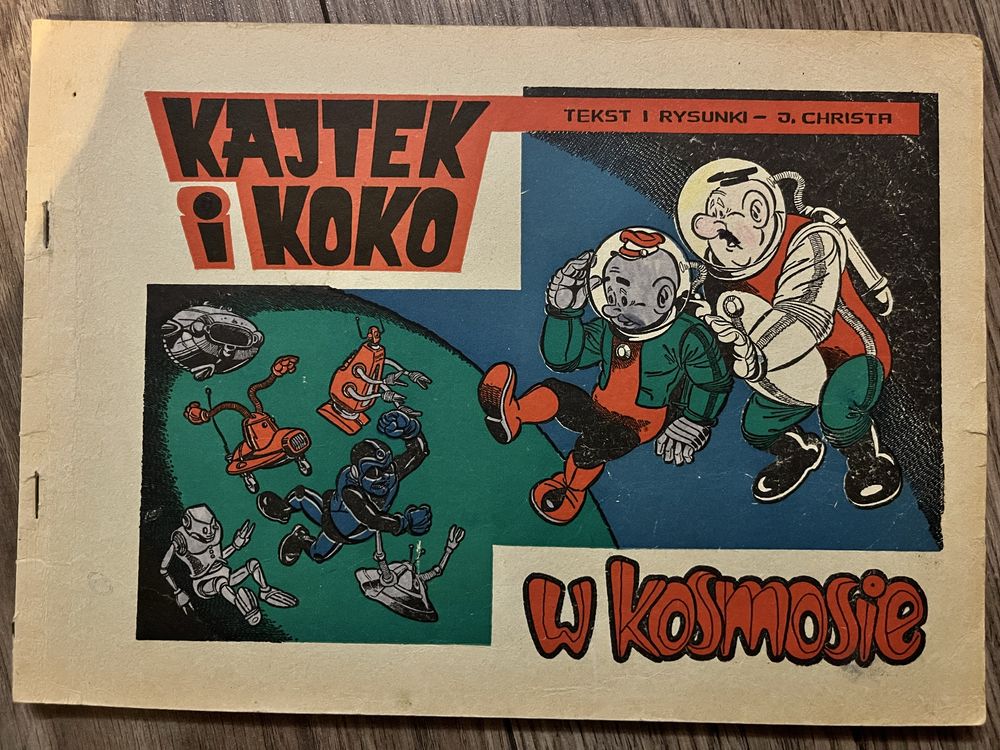 KAJTEK
i KOKO
TEKST I RYSUNKI – J. CHRISTA
w kosmosie